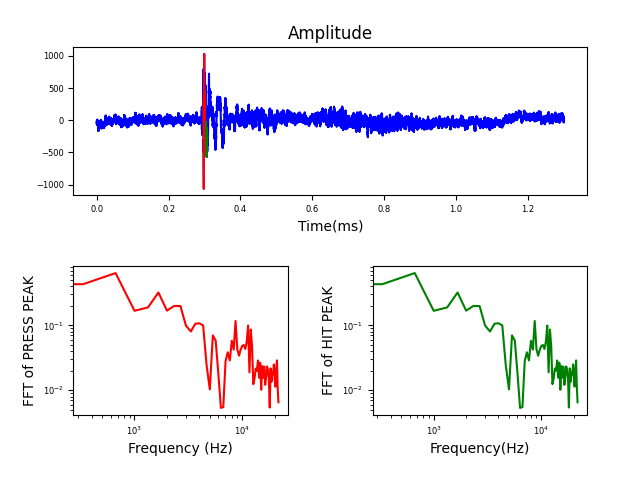 Amplitude
1000
500
0
−500
−1000
0.0 0.2 0.4 0.6 0.8 1.0 1.2
Time(ms)
FFT of PRESS PEAK
10⁻¹
10⁻²
10³ 10⁴
Frequency (Hz)
FFT of HIT PEAK
10⁻¹
10⁻²
10³ 10⁴
Frequency(Hz)